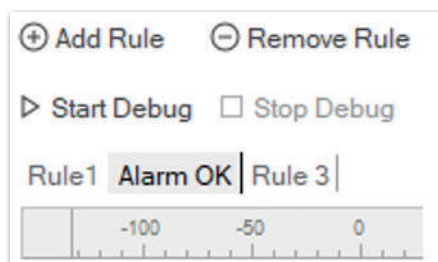 Add Rule Remove Rule
Start Debug Stop Debug
Rule1 Alarm OK Rule 3
-100 -50 0